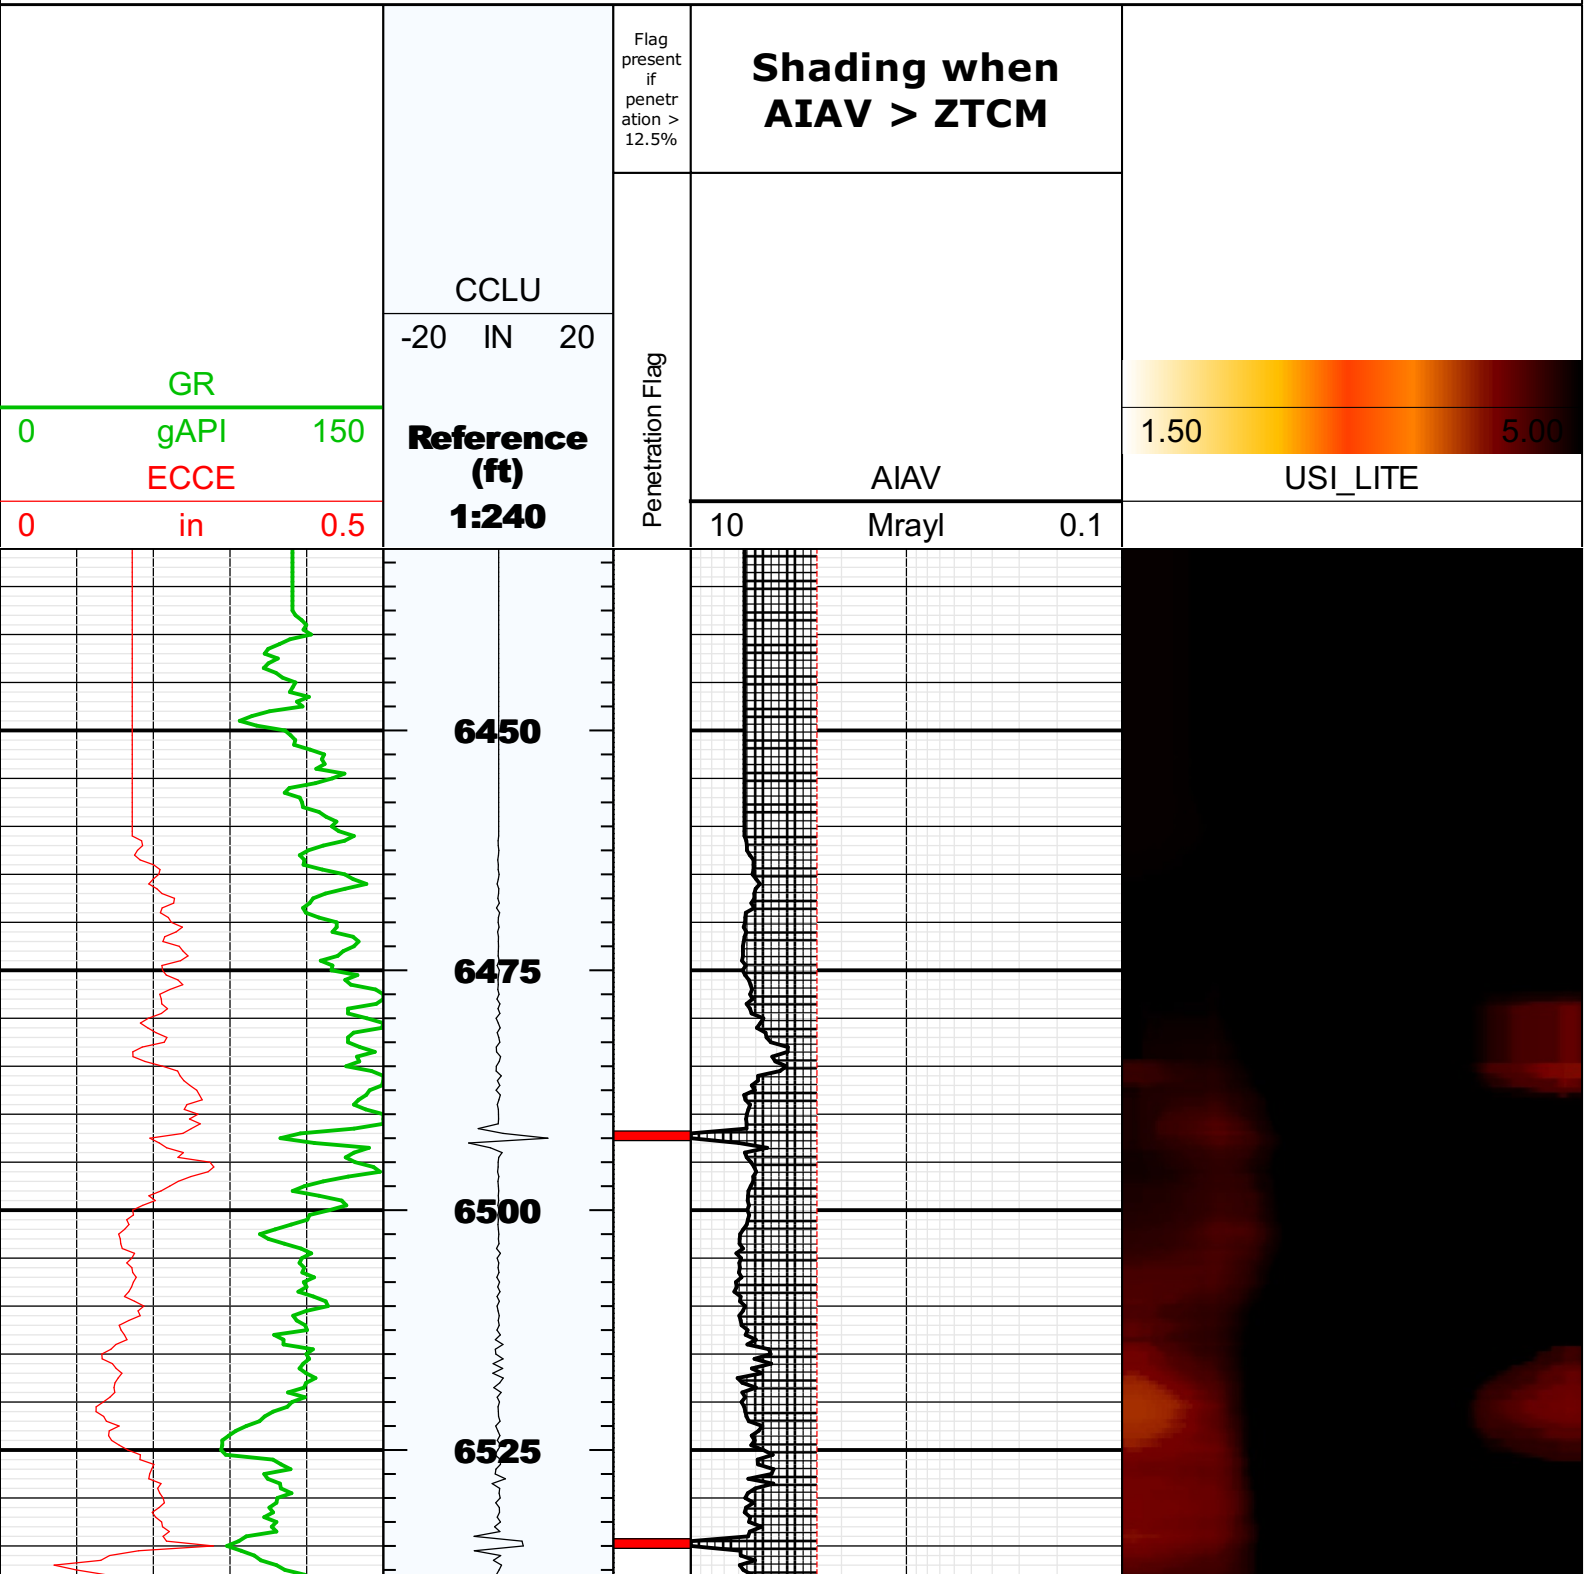 Flag
present
if
penetr
ation >
12.5%
Shading when
AIAV > ZTCM
CCLU
-20 IN 20
GR
0 gAPI 150
ECCE
0 in 0.5
Reference
(ft)
1:240
Penetration Flag
AIAV
10 Mrayl 0.1
1.50 5.00
USI_LITE
6450
6475
6500
6525